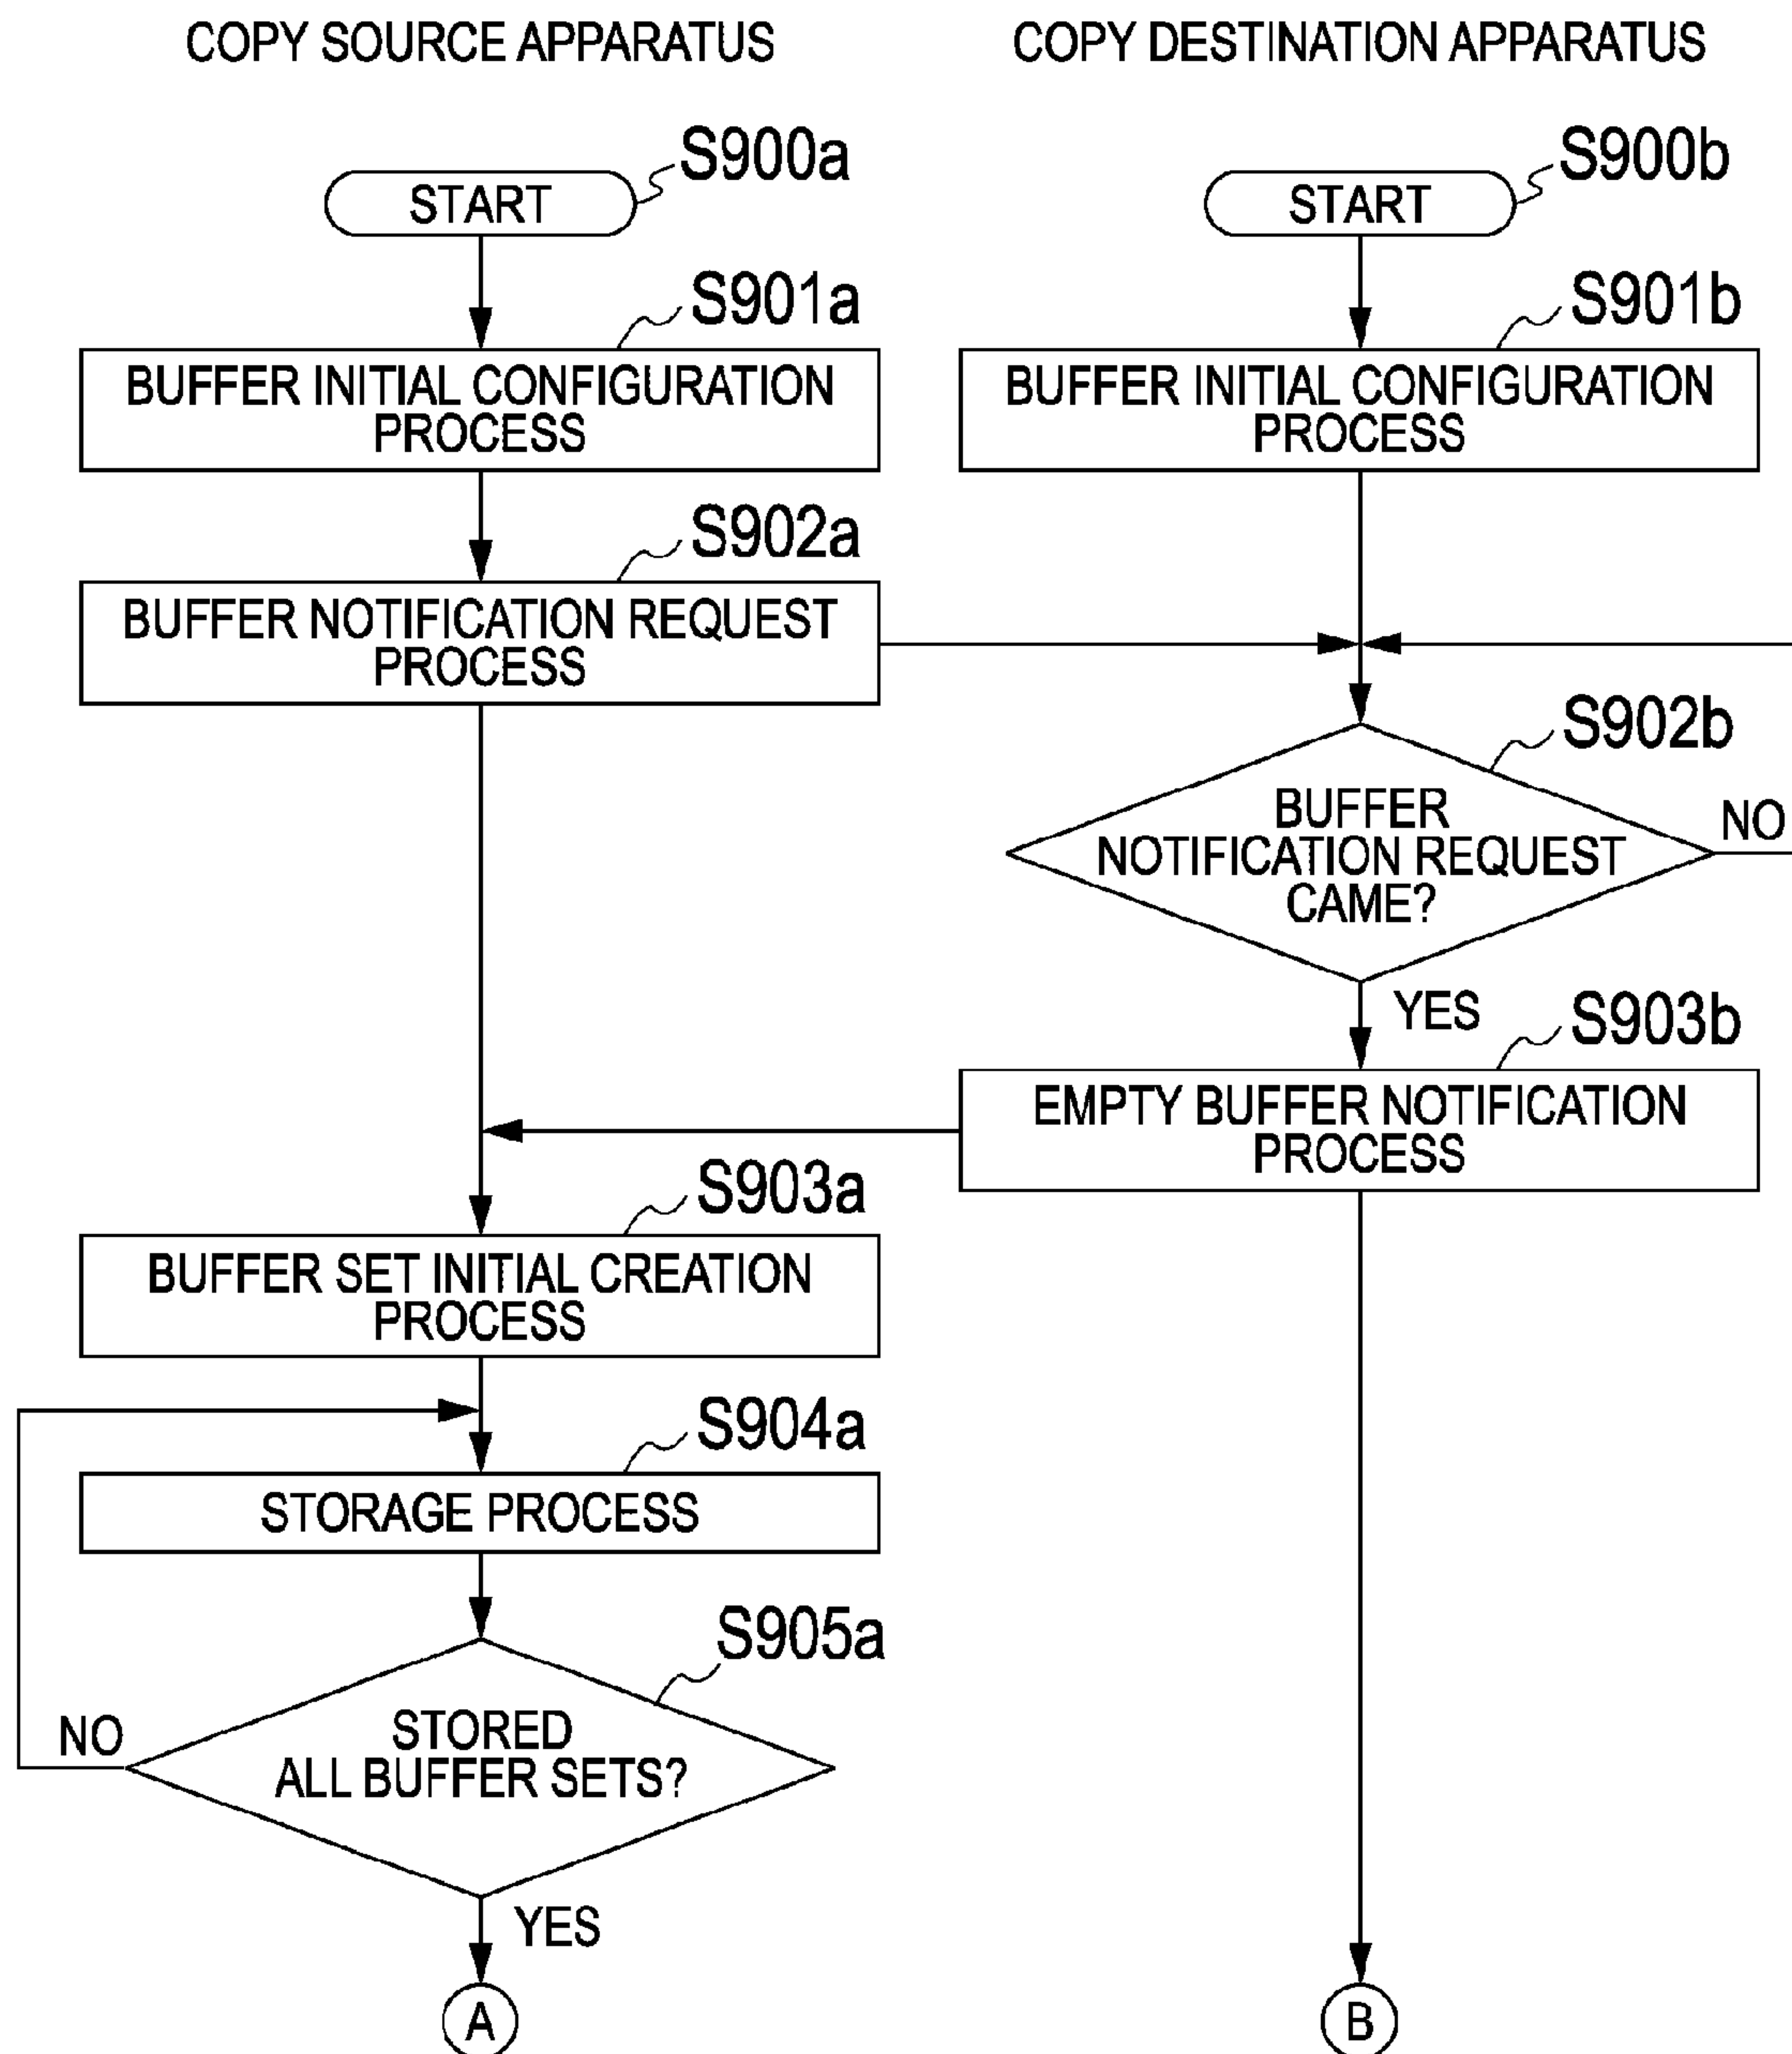 COPY SOURCE APPARATUS
COPY DESTINATION APPARATUS
S900a
START
S900b
START
S901a
BUFFER INITIAL CONFIGURATION
PROCESS
S901b
BUFFER INITIAL CONFIGURATION
PROCESS
S902a
BUFFER NOTIFICATION REQUEST
PROCESS
S902b
BUFFER
NOTIFICATION REQUEST
CAME?
NO
YES
S903b
EMPTY BUFFER NOTIFICATION
PROCESS
S903a
BUFFER SET INITIAL CREATION
PROCESS
S904a
STORAGE PROCESS
S905a
STORED
ALL BUFFER SETS?
NO
YES
A
B